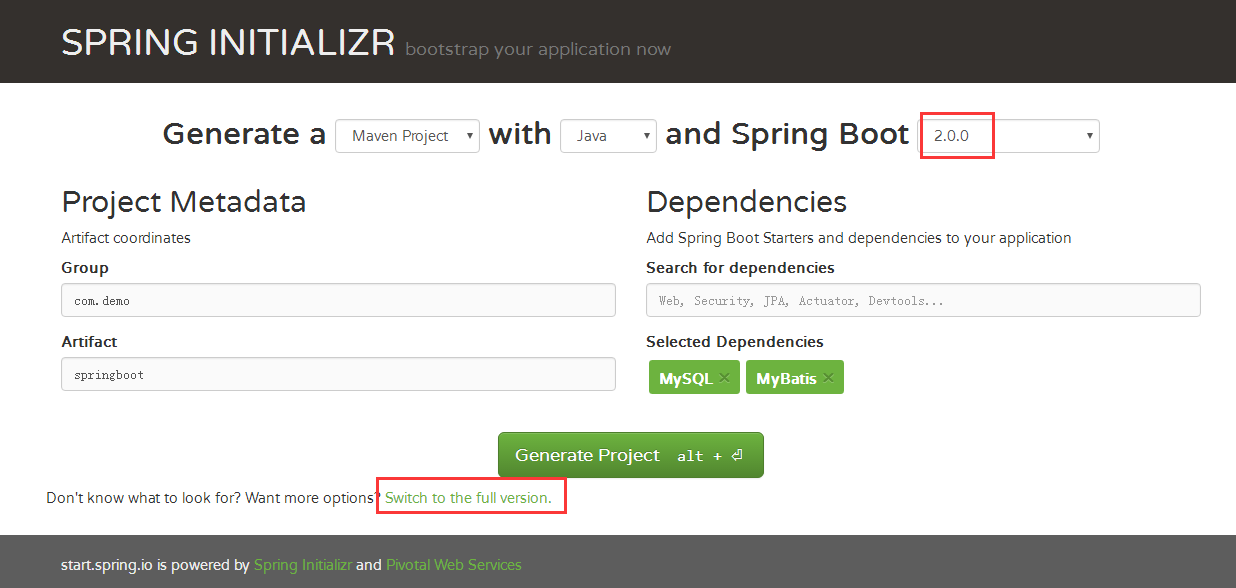 SPRING INITIALIZR bootstrap your application now
Generate a Maven Project with Java and Spring Boot 2.0.0
Project Metadata
Artifact coordinates
Group
com.demo
Artifact
springboot
Dependencies
Add Spring Boot Starters and dependencies to your application
Search for dependencies
Web, Security, JPA, Actuator, Devtools...
Selected Dependencies
MySQL × MyBatis ×
Generate Project alt + ⏎
Don't know what to look for? Want more options? Switch to the full version.
start.spring.io is powered by Spring Initializr and Pivotal Web Services